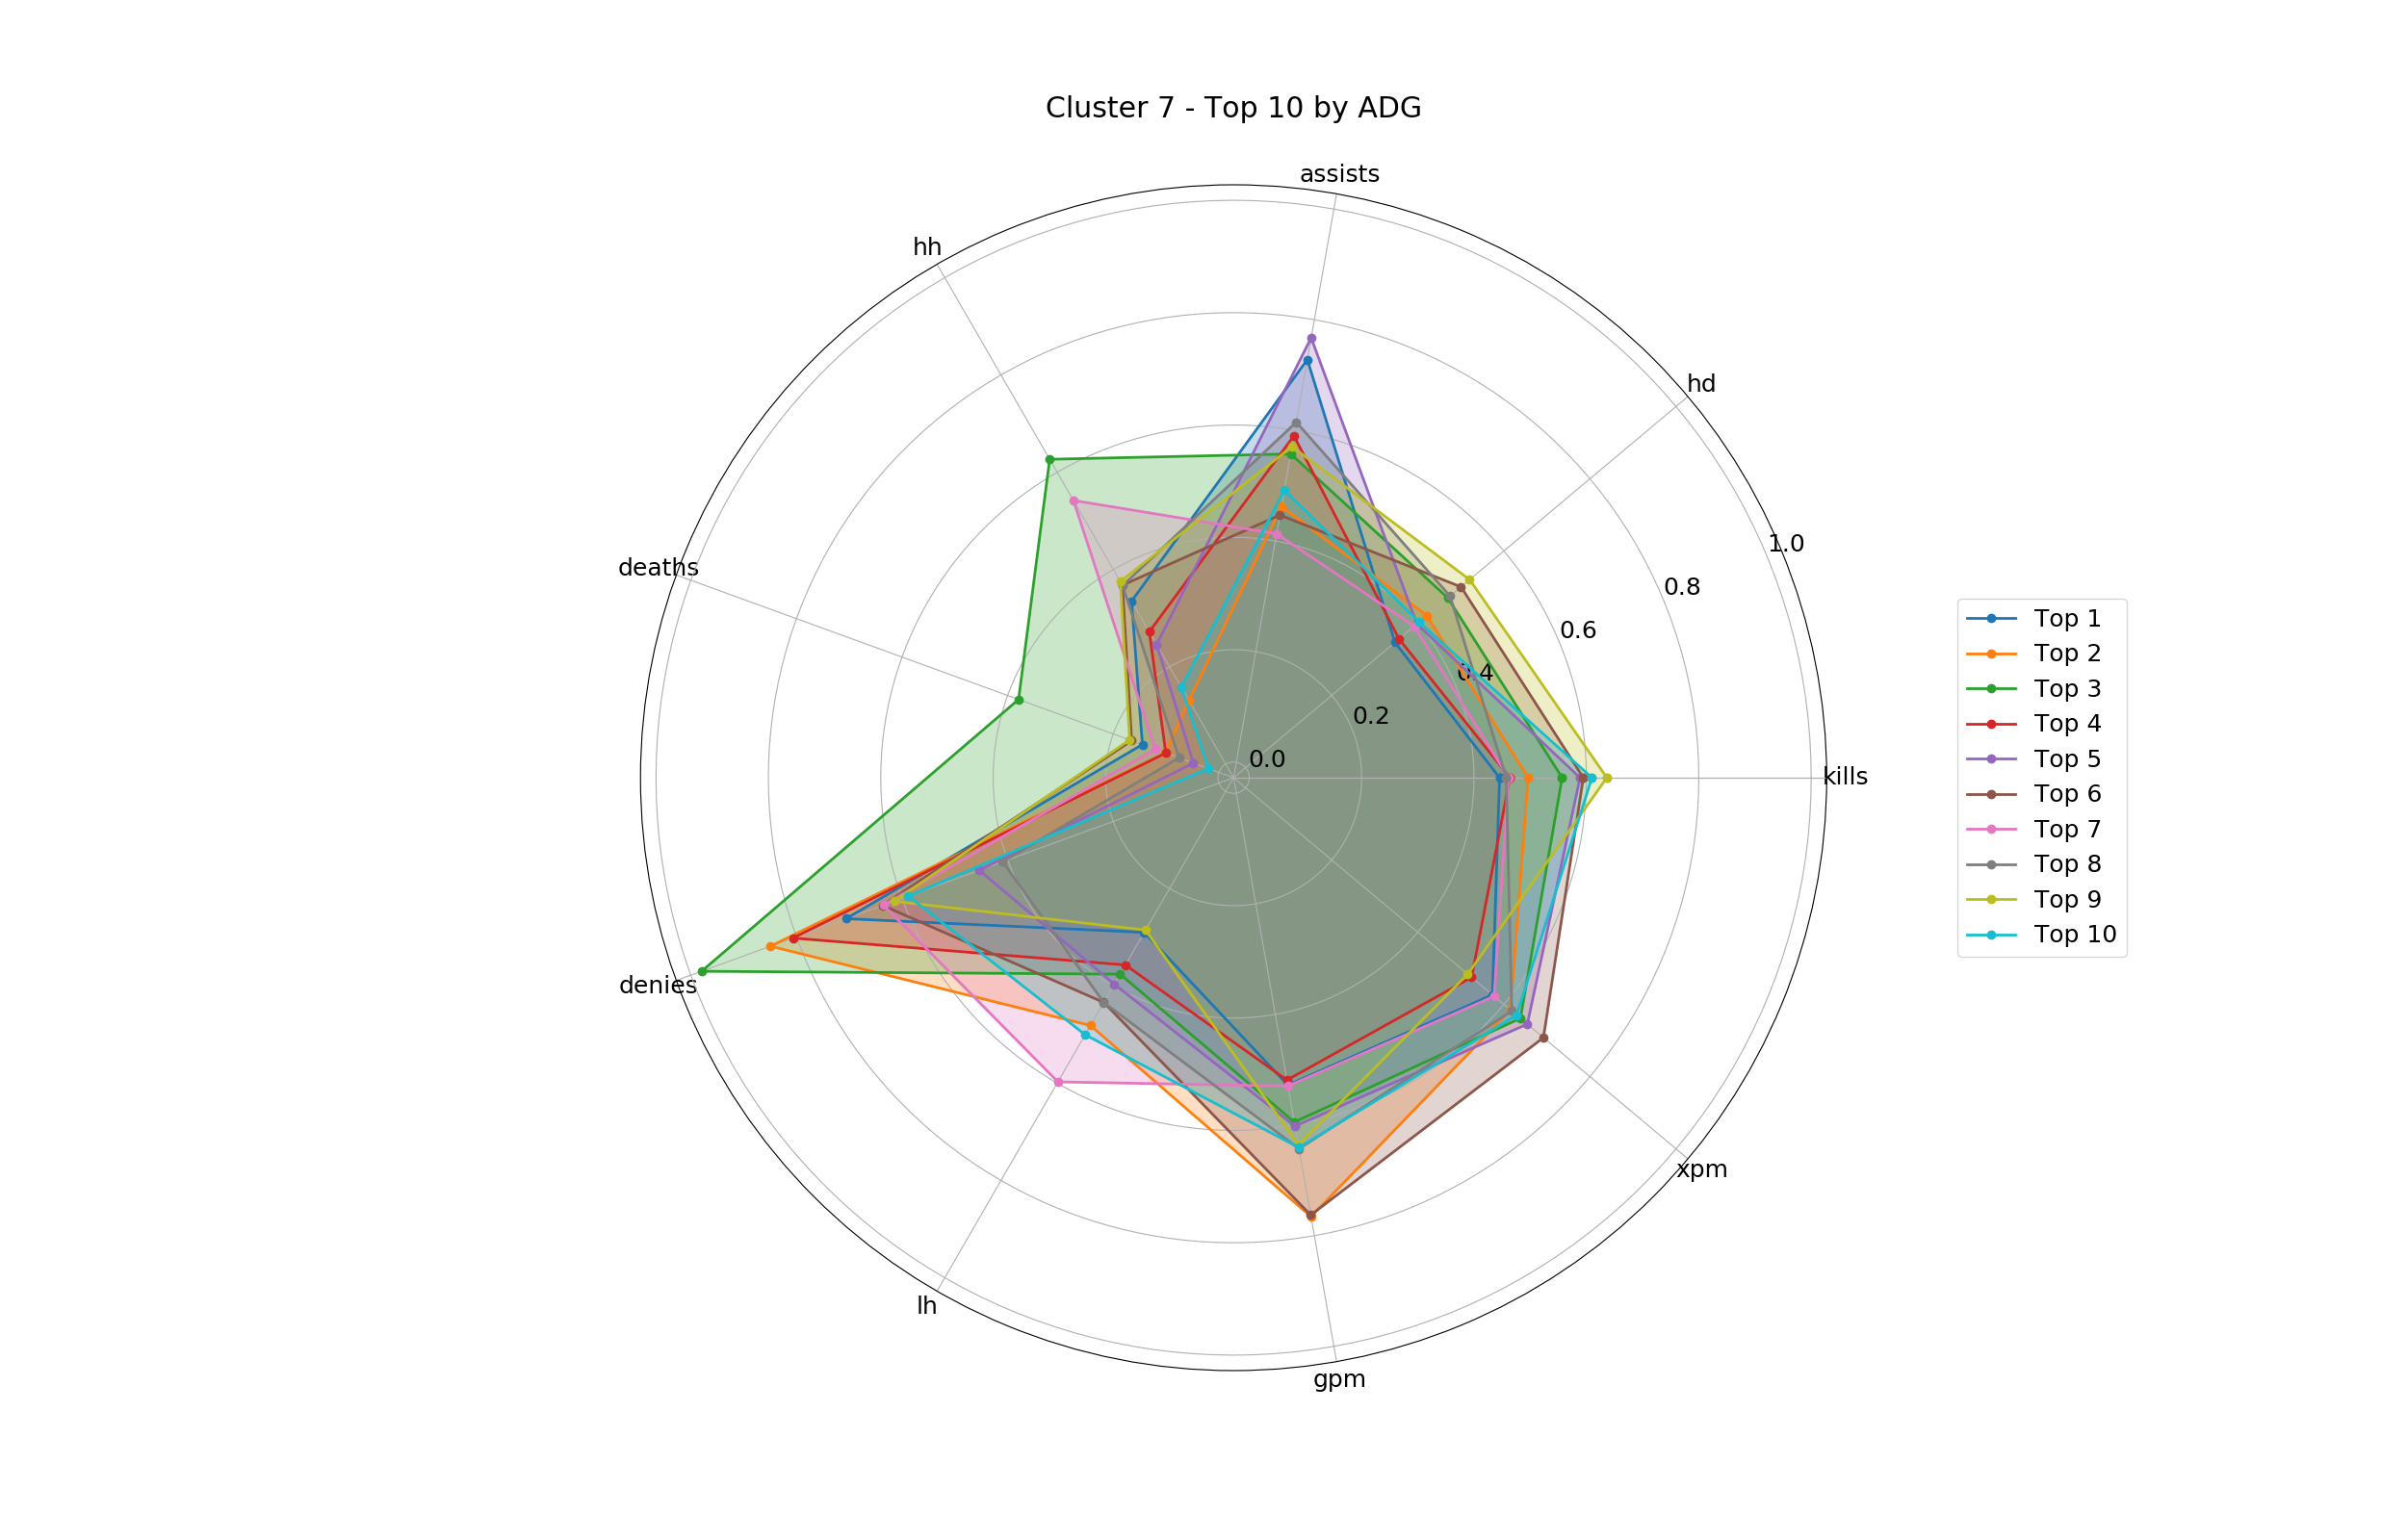 Cluster 7 - Top 10 by ADG
assists
hh
hd
deaths
1.0
0.8
0.6
0.4
0.2
0.0
kills
denies
xpm
lh
gpm
Top 1
Top 2
Top 3
Top 4
Top 5
Top 6
Top 7
Top 8
Top 9
Top 10